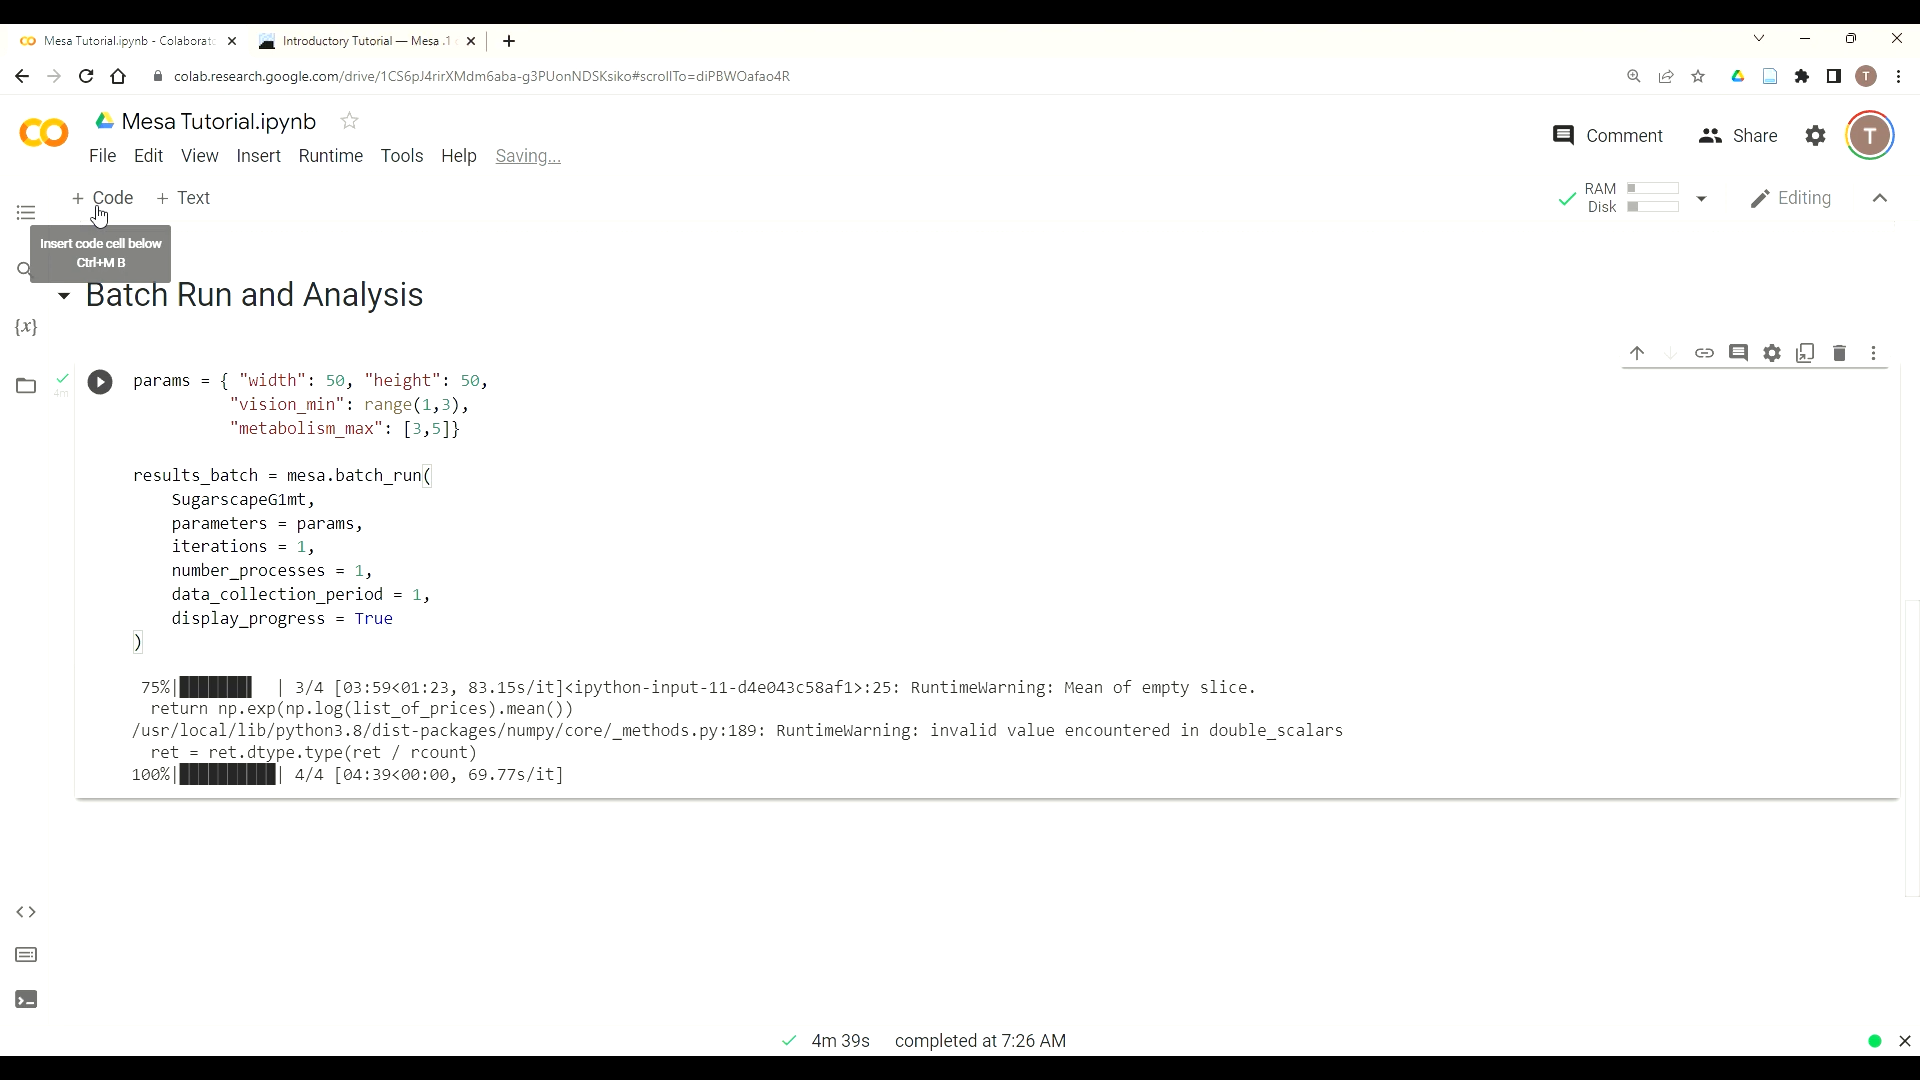 Mesa Tutorial.ipynb - Colaborato
Introductory Tutorial — Mesa .1
colab.research.google.com/drive/1CS6pJ4rirXMdm6aba-g3PUonNDSKsiko#scrollTo=diPBWOafao4R
T
CO
Mesa Tutorial.ipynb
Comment
Share
T
File Edit View Insert Runtime Tools Help Saving...
+ Code + Text
RAM
Disk
Editing
Insert code cell below
Ctrl+M B
Batch Run and Analysis
{x}
4m
params = { "width": 50, "height": 50,
"vision_min": range(1,3),
"metabolism_max": [3,5]}
results_batch = mesa.batch_run(
SugarscapeG1mt,
parameters = params,
iterations = 1,
number_processes = 1,
data_collection_period = 1,
display_progress = True
)
75%|███████▌  | 3/4 [03:59<01:23, 83.15s/it]<ipython-input-11-d4e043c58af1>:25: RuntimeWarning: Mean of empty slice.
return np.exp(np.log(list_of_prices).mean())
/usr/local/lib/python3.8/dist-packages/numpy/core/_methods.py:189: RuntimeWarning: invalid value encountered in double_scalars
ret = ret.dtype.type(ret / rcount)
100%|██████████| 4/4 [04:39<00:00, 69.77s/it]
4m 39s completed at 7:26 AM